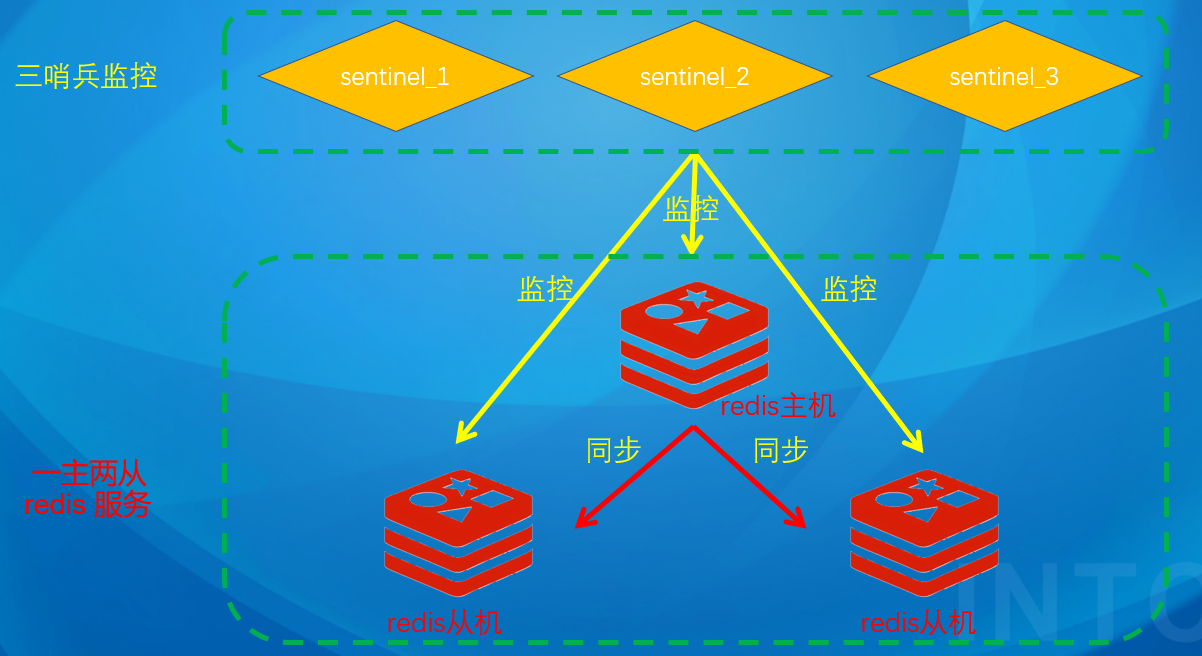 三哨兵监控
sentinel_1
sentinel_2
sentinel_3
监控
监控
监控
redis主机
同步
同步
一主两从
redis 服务
redis从机
redis从机
INTO